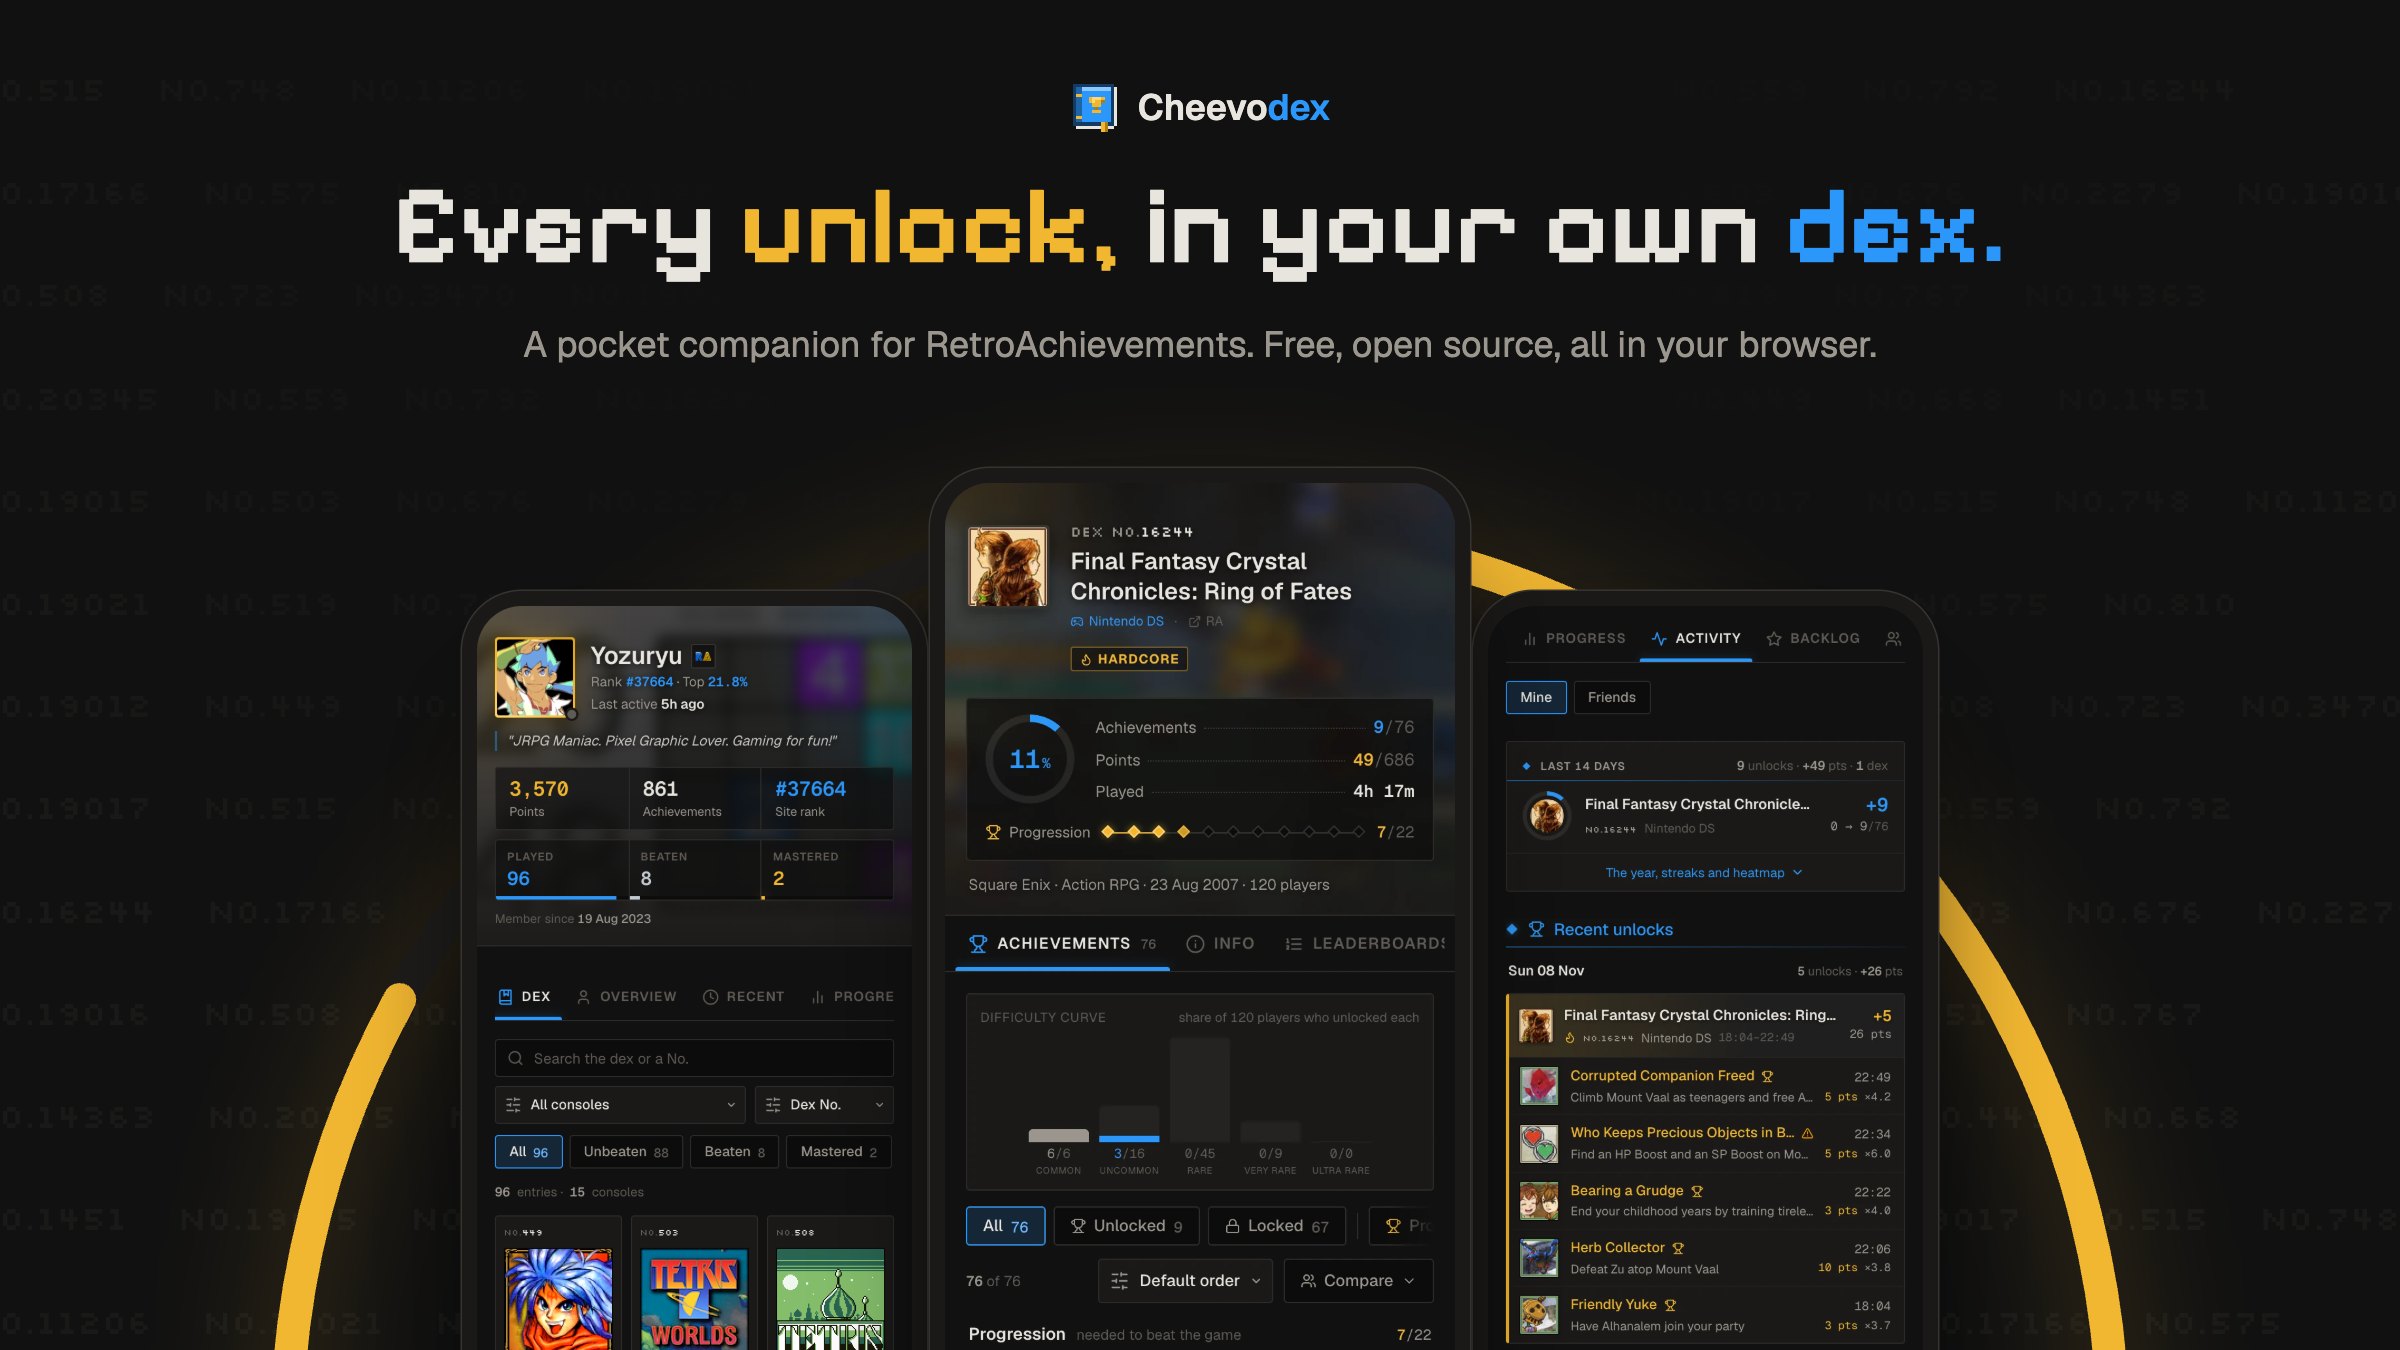 Cheevodex
Every unlock, in your own dex.
A pocket companion for RetroAchievements. Free, open source, all in your browser.
Yozuryu RA
Rank #37664 · Top 21.8%
Last active 5h ago
"JRPG Maniac. Pixel Graphic Lover. Gaming for fun!"
3,570 861 #37664
Points Achievements Site rank
PLAYED BEATEN MASTERED
96 8 2
Member since 19 Aug 2023
DEX OVERVIEW RECENT PROGRE
Search the dex or a No.
All consoles Dex No.
All 96 Unbeaten 88 Beaten 8 Mastered 2
96 entries · 15 consoles
NO.449 NO.503 NO.508
TETRIS
WORLDS
TETRIS
DEX NO.16244
Final Fantasy Crystal
Chronicles: Ring of Fates
Nintendo DS · RA
HARDCORE
11%
Achievements 9/76
Points 49/686
Played 4h 17m
Progression 7/22
Square Enix · Action RPG · 23 Aug 2007 · 120 players
ACHIEVEMENTS 76 INFO LEADERBOARDS
DIFFICULTY CURVE share of 120 players who unlocked each
6/6 3/16 0/45 0/9 0/0
COMMON UNCOMMON RARE VERY RARE ULTRA RARE
All 76 Unlocked 9 Locked 67 Pro
76 of 76 Default order Compare
Progression needed to beat the game 7/22
PROGRESS ACTIVITY BACKLOG
Mine Friends
LAST 14 DAYS 9 unlocks · +49 pts · 1 dex
Final Fantasy Crystal Chronicle... +9
NO.16244 Nintendo DS 0 → 9/76
The year, streaks and heatmap
Recent unlocks
Sun 08 Nov 5 unlocks · +26 pts
Final Fantasy Crystal Chronicles: Ring... +5
NO.16244 Nintendo DS 18:04–22:49 26 pts
Corrupted Companion Freed 22:49
Climb Mount Vaal as teenagers and free A... 5 pts ×4.2
Who Keeps Precious Objects in B... 22:34
Find an HP Boost and an SP Boost on Mo... 5 pts ×6.0
Bearing a Grudge 22:22
End your childhood years by training tirele... 3 pts ×4.0
Herb Collector 22:06
Defeat Zu atop Mount Vaal 10 pts ×3.8
Friendly Yuke 18:04
Have Alhanalem join your party 3 pts ×3.7